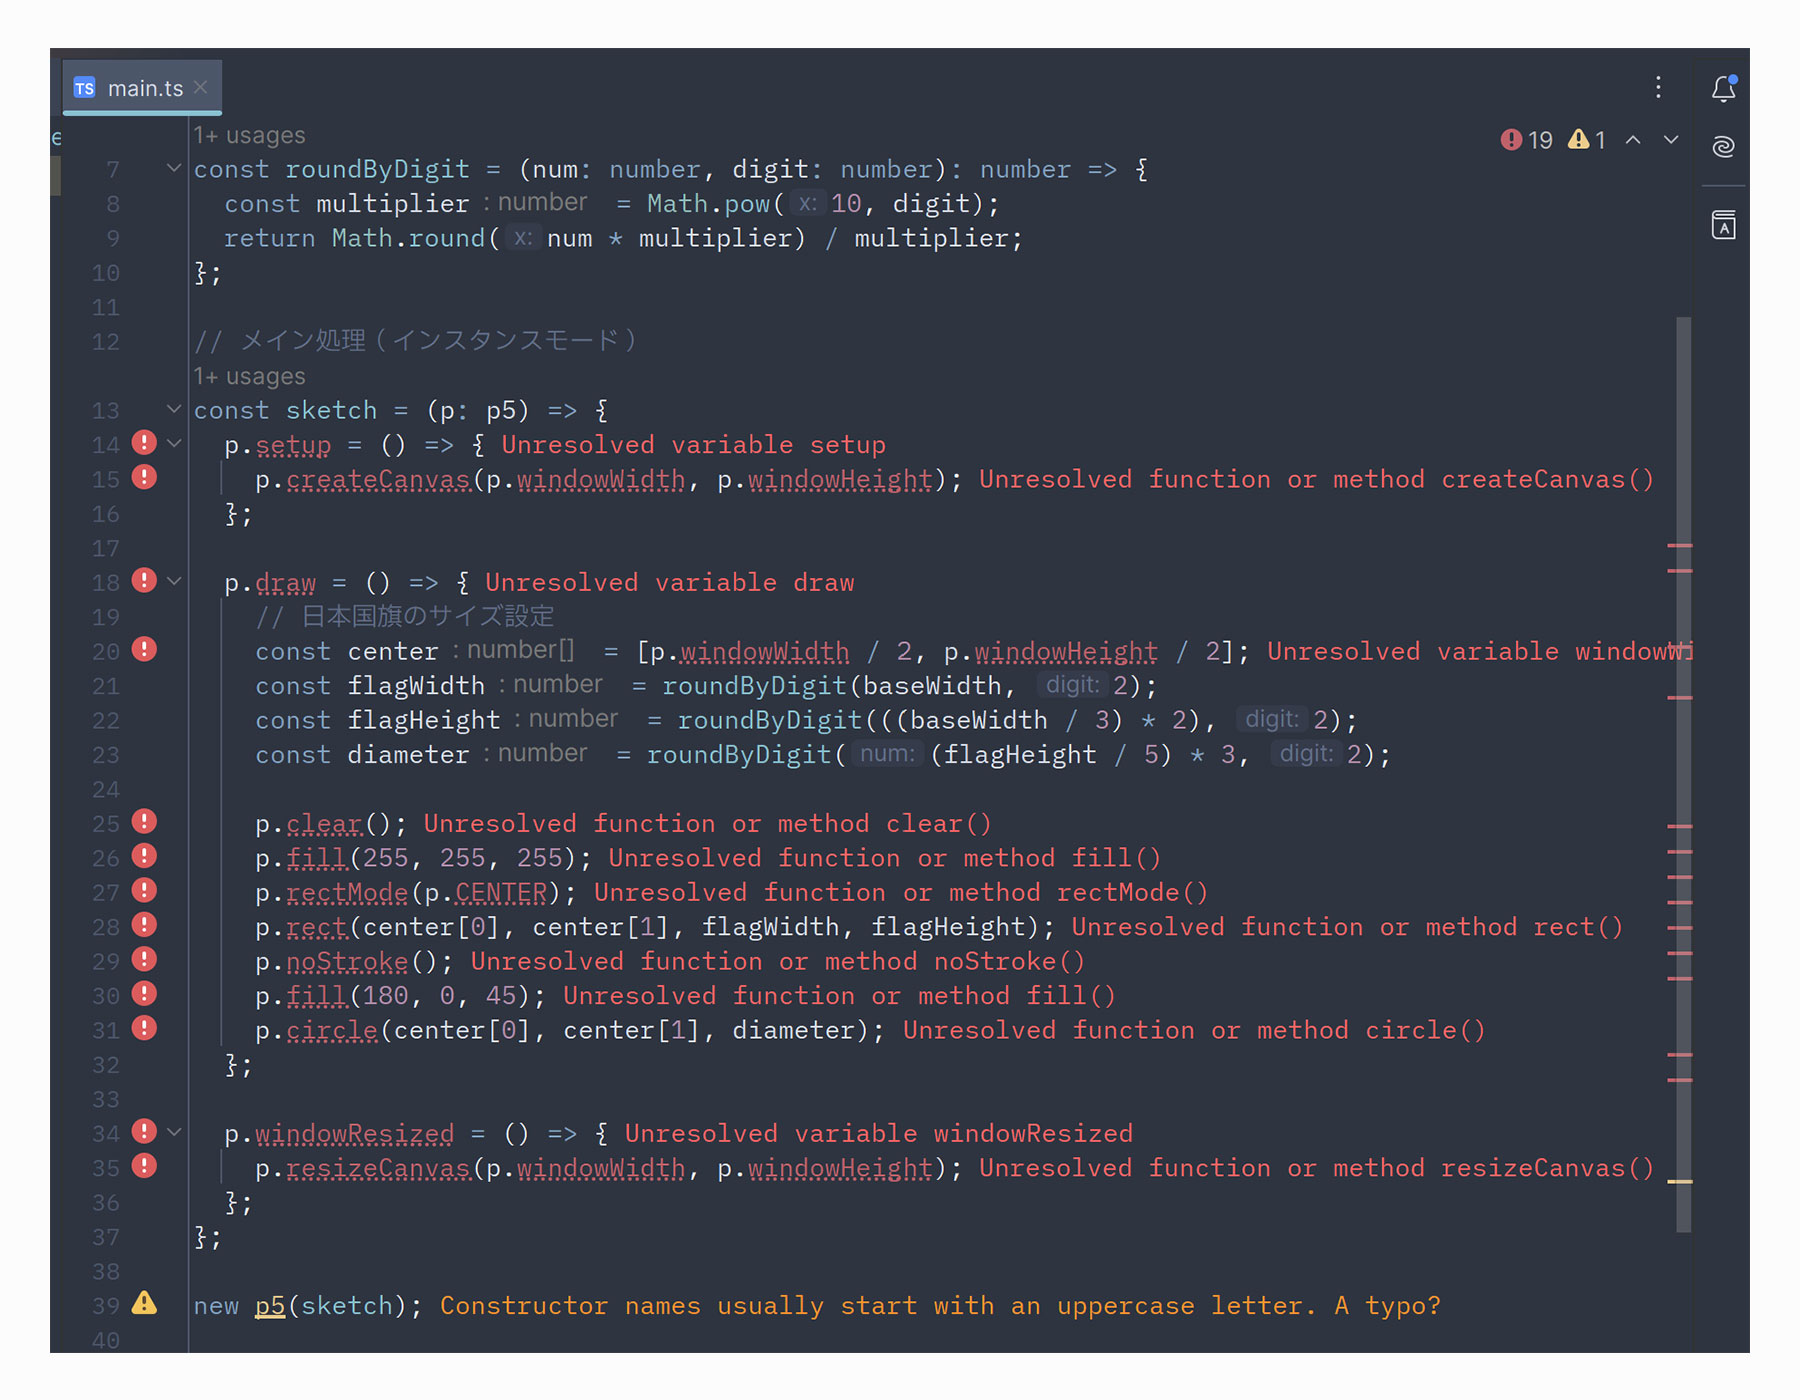 TS main.ts
19 1
1+ usages
7 const roundByDigit = (num: number, digit: number): number => {
8 const multiplier : number = Math.pow( x: 10, digit);
9 return Math.round( x: num * multiplier) / multiplier;
10 };
11
12 // メイン処理（インスタンスモード）
1+ usages
13 const sketch = (p: p5) => {
14 p.setup = () => { Unresolved variable setup
15 p.createCanvas(p.windowWidth, p.windowHeight); Unresolved function or method createCanvas()
16 };
17
18 p.draw = () => { Unresolved variable draw
19 // 日本国旗のサイズ設定
20 const center : number[] = [p.windowWidth / 2, p.windowHeight / 2]; Unresolved variable windowWi
21 const flagWidth : number = roundByDigit(baseWidth, digit: 2);
22 const flagHeight : number = roundByDigit(((baseWidth / 3) * 2), digit: 2);
23 const diameter : number = roundByDigit( num: (flagHeight / 5) * 3, digit: 2);
24
25 p.clear(); Unresolved function or method clear()
26 p.fill(255, 255, 255); Unresolved function or method fill()
27 p.rectMode(p.CENTER); Unresolved function or method rectMode()
28 p.rect(center[0], center[1], flagWidth, flagHeight); Unresolved function or method rect()
29 p.noStroke(); Unresolved function or method noStroke()
30 p.fill(180, 0, 45); Unresolved function or method fill()
31 p.circle(center[0], center[1], diameter); Unresolved function or method circle()
32 };
33
34 p.windowResized = () => { Unresolved variable windowResized
35 p.resizeCanvas(p.windowWidth, p.windowHeight); Unresolved function or method resizeCanvas()
36 };
37 };
38
39 new p5(sketch); Constructor names usually start with an uppercase letter. A typo?
40